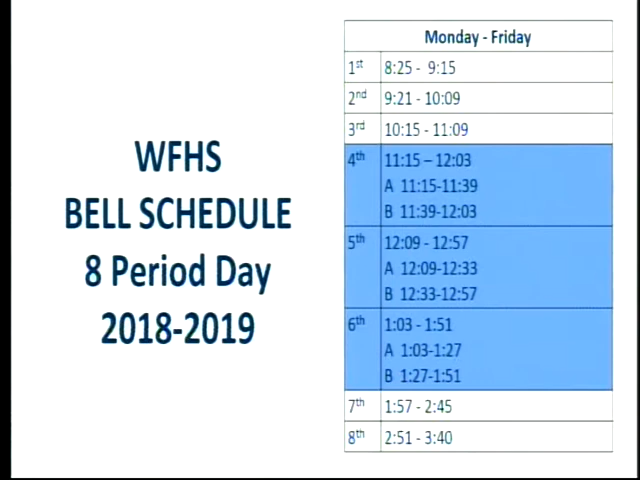 WFHS
BELL SCHEDULE
8 Period Day
2018-2019
Monday - Friday
1st 8:25 - 9:15
2nd 9:21 - 10:09
3rd 10:15 - 11:09
4th 11:15 – 12:03
A 11:15-11:39
B 11:39-12:03
5th 12:09 - 12:57
A 12:09-12:33
B 12:33-12:57
6th 1:03 - 1:51
A 1:03-1:27
B 1:27-1:51
7th 1:57 - 2:45
8th 2:51 - 3:40